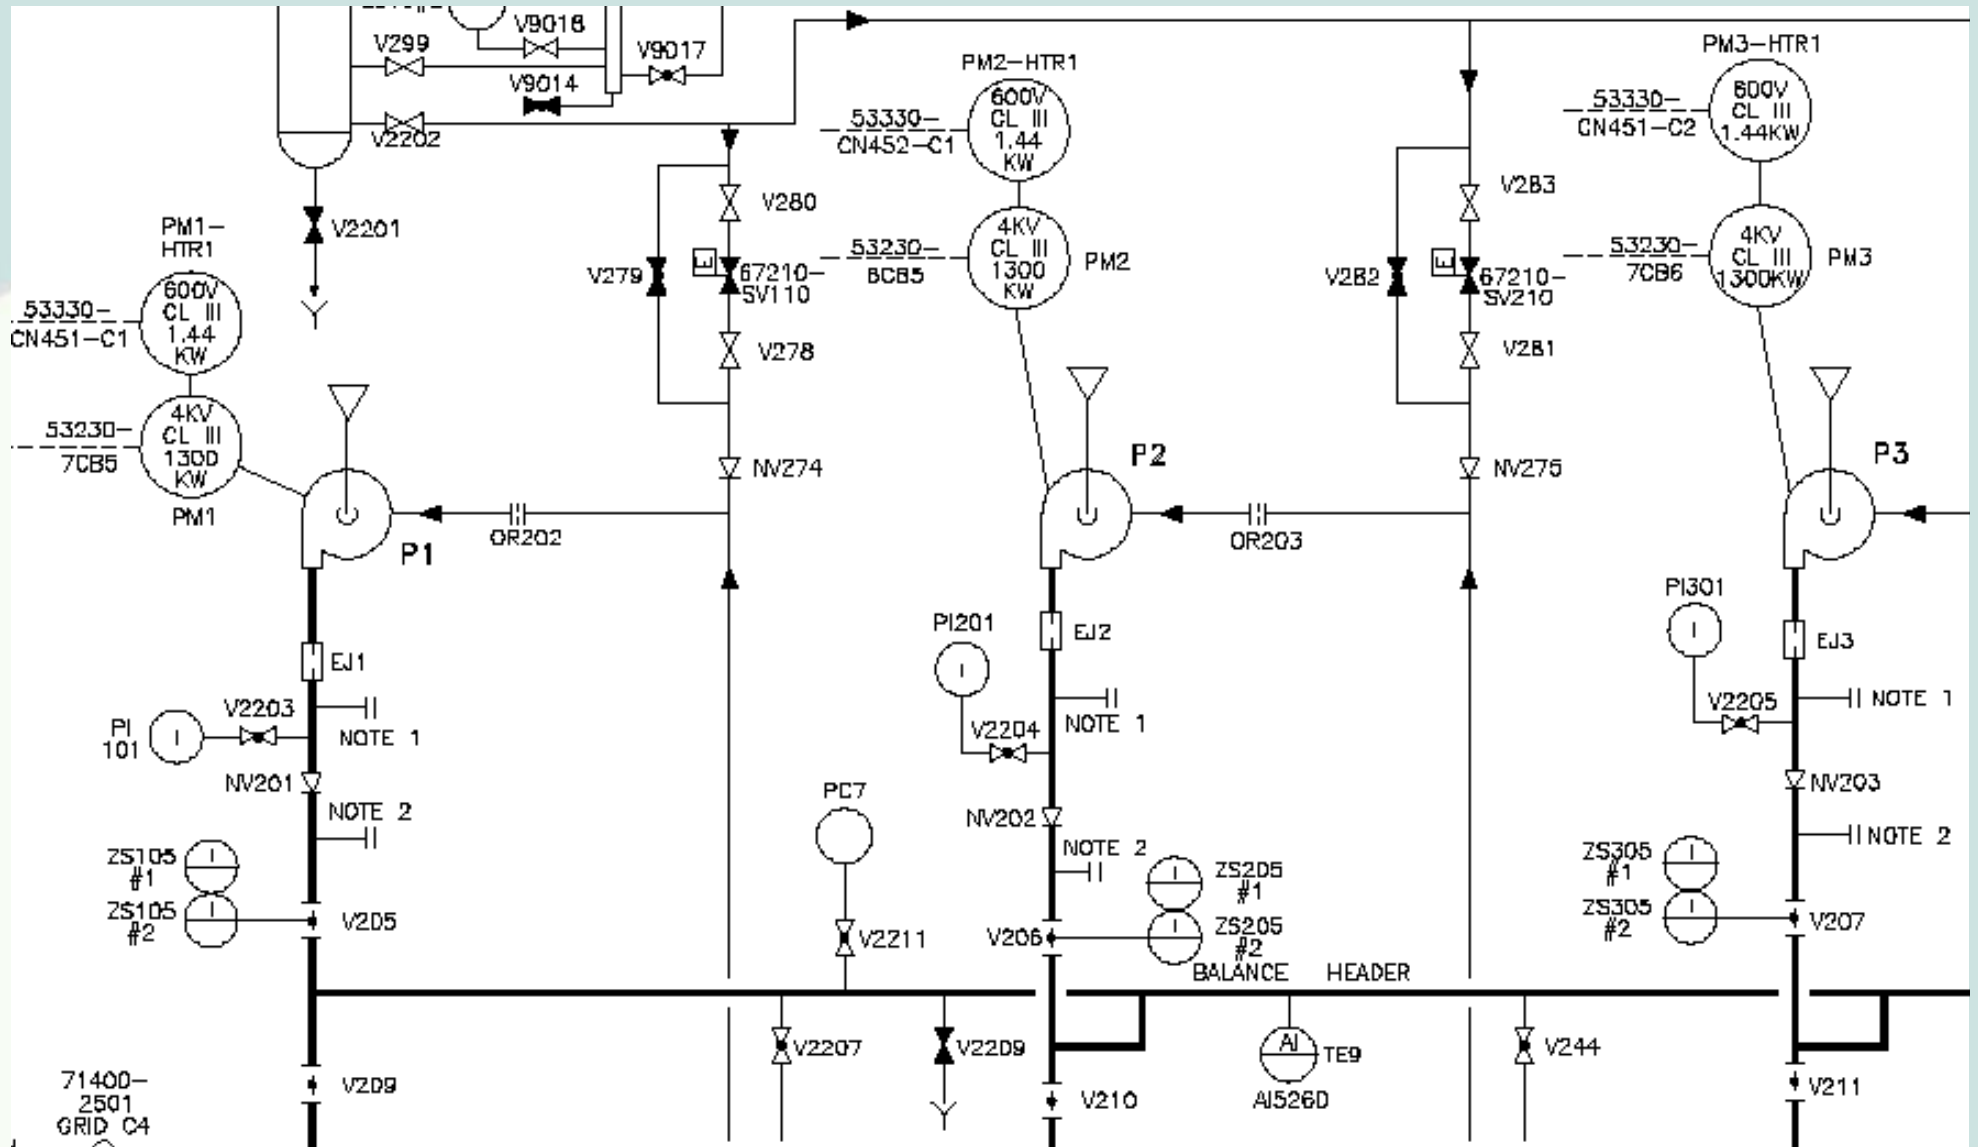 V9018
V299
V9017
V9014
V2202
V2201
PM1-
HTR1
600V
CL III
1.44
KW
53330-
CN451-C1
4KV
CL III
1300
KW
53230-
7CB5
PM1
P1
OR202
V280
V279
E
67210-
SV110
V278
NV274
PM2-HTR1
600V
CL III
1.44
KW
53330-
CN452-C1
4KV
CL III
1300
KW
53230-
8CB5
PM2
P2
OR203
V283
V282
E
67210-
SV210
V281
NV275
PM3-HTR1
600V
CL III
1.44KW
53330-
CN451-C2
4KV
CL III
1300KW
53230-
7CB6
PM3
P3
EJ1
V2203
PI
101
I
NOTE 1
NV201
NOTE 2
ZS105
#1
I
ZS105
#2
I
V205
PC7
V2211
PI201
I
EJ2
V2204
NOTE 1
NV202
NOTE 2
ZS205
#1
I
ZS205
#2
I
V206
BALANCE HEADER
PI301
I
EJ3
V2205
NOTE 1
NV203
NOTE 2
ZS305
#1
I
ZS305
#2
I
V207
V2207
V2209
AI
TE9
AI526D
V244
V209
V210
V211
71400-
2501
GRID C4